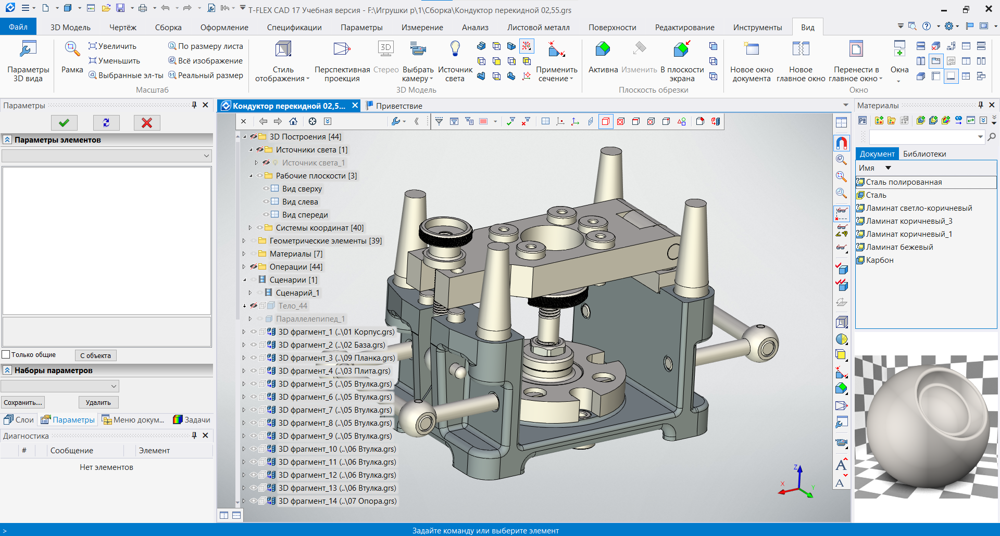 T-FLEX CAD 17 Учебная версия - F:\Игрушки р\1\Сборка\Кондуктор перекидной 02,55.grs
Файл
3D Модель
Чертёж
Сборка
Оформление
Спецификации
Параметры
Измерение
Анализ
Листовой металл
Поверхности
Редактирование
Инструменты
Вид
Параметры
3D вида
Рамка
Увеличить
Уменьшить
Выбранные эл-ты
По размеру листа
Всё изображение
Реальный размер
Масштаб
Стиль
отображения
Перспективная
проекция
3D
Стерео
Выбрать
камеру
Источник
света
Применить
сечение
3D Модель
Активна
Изменить
В плоскости
экрана
Плоскость обрезки
Новое окно
документа
Новое
главное окно
Перенести в
главное окно
Окна
Окно
Параметры
Параметры элементов
Только общие
С объекта
Наборы параметров
Сохранить...
Удалить
Слои
Параметры
Меню докум...
Задачи
Диагностика
#
Сообщение
Элемент
Нет элементов
Кондуктор перекидной 02,5...
Приветствие
3D Построения [44]
Источники света [1]
Источник света_1
Рабочие плоскости [3]
Вид сверху
Вид слева
Вид спереди
Системы координат [40]
Геометрические элементы [39]
Материалы [7]
Операции [44]
Сценарии [1]
Сценарий_1
Тело_44
Параллелепипед_1
3D фрагмент_1 (..\01 Корпус.grs)
3D фрагмент_2 (..\02 База.grs)
3D фрагмент_3 (..\09 Планка.grs)
3D фрагмент_4 (..\03 Плита.grs)
3D фрагмент_5 (..\05 Втулка.grs)
3D фрагмент_6 (..\05 Втулка.grs)
3D фрагмент_7 (..\05 Втулка.grs)
3D фрагмент_8 (..\05 Втулка.grs)
3D фрагмент_9 (..\05 Втулка.grs)
3D фрагмент_10 (..\06 Втулка.grs)
3D фрагмент_11 (..\06 Втулка.grs)
3D фрагмент_12 (..\06 Втулка.grs)
3D фрагмент_13 (..\06 Втулка.grs)
3D фрагмент_14 (..\07 Опора.grs)
Z
X
Y
A
A
Материалы
Документ
Библиотеки
Имя
Сталь полированная
Сталь
Ламинат светло-коричневый
Ламинат коричневый_3
Ламинат коричневый_1
Ламинат бежевый
Карбон
>
Задайте команду или выберите элемент